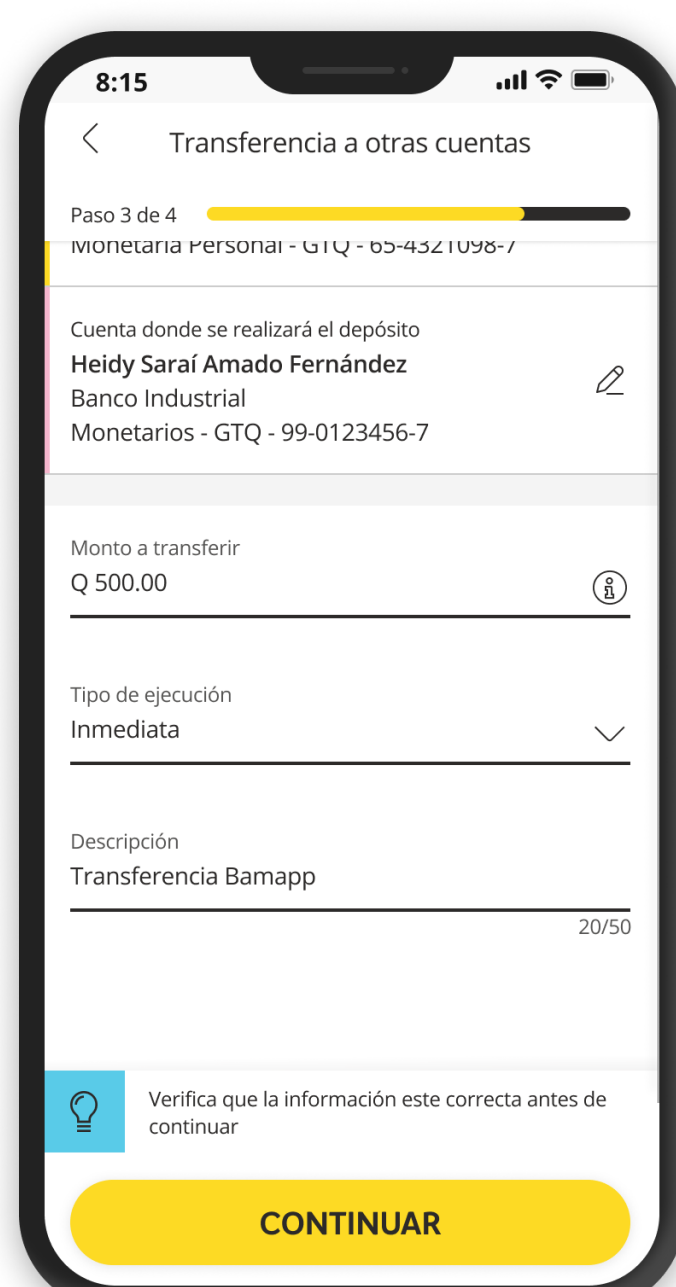 8:15
Transferencia a otras cuentas
Paso 3 de 4
Monetaria Personal - GTQ - 65-4321098-7
Cuenta donde se realizará el depósito
Heidy Saraí Amado Fernández
Banco Industrial
Monetarios - GTQ - 99-0123456-7
Monto a transferir
Q 500.00
Tipo de ejecución
Inmediata
Descripción
Transferencia Bamapp
20/50
Verifica que la información este correcta antes de
continuar
CONTINUAR